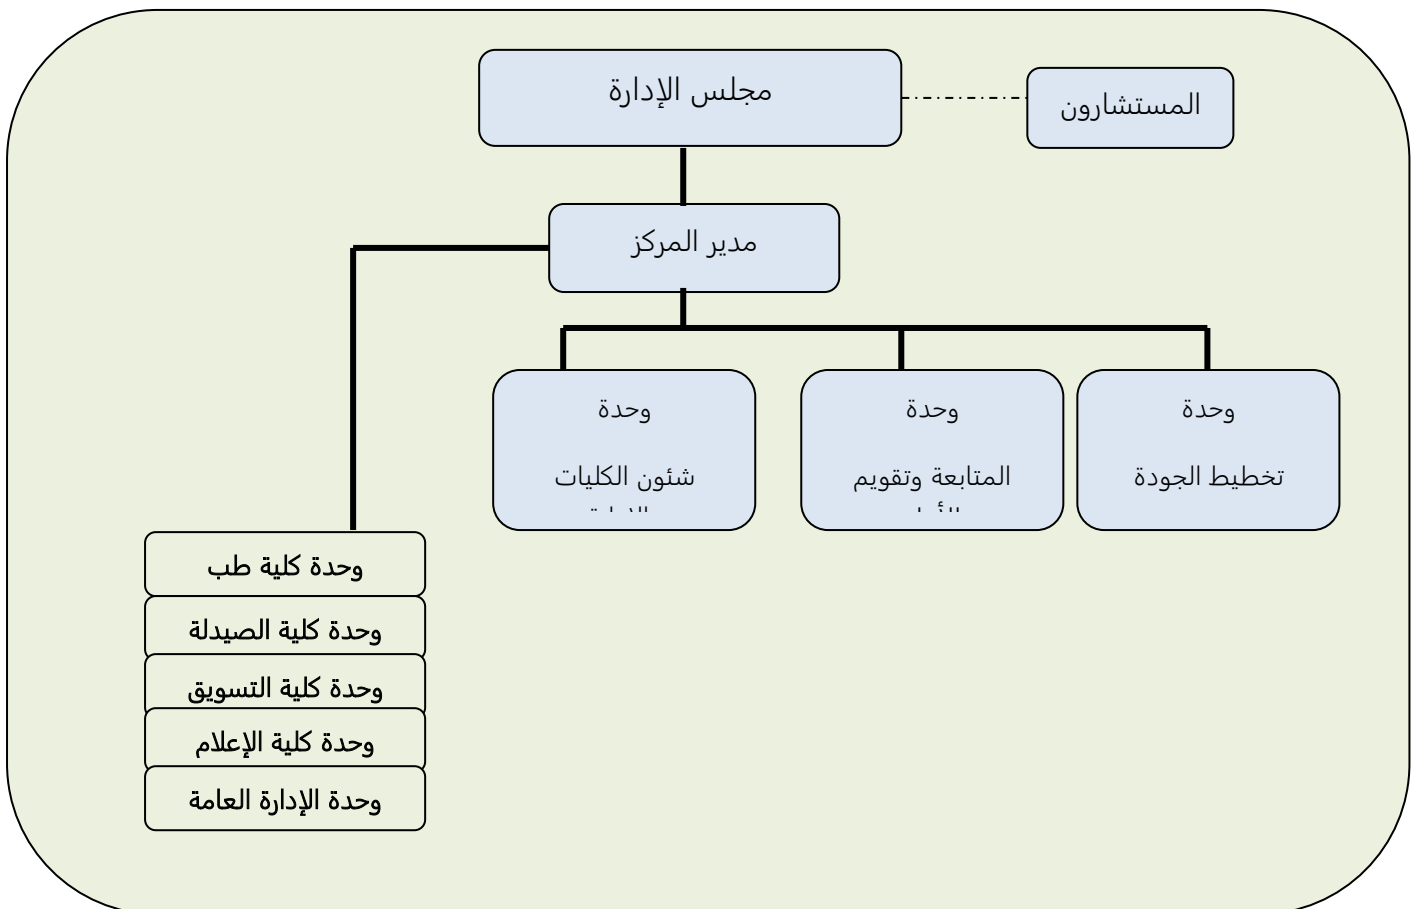 مجلس الإدارة
المستشارون
مدير المركز
وحدة
تخطيط الجودة
وحدة
المتابعة وتقويم
وحدة
شئون الكليات
وحدة كلية طب
وحدة كلية الصيدلة
وحدة كلية التسويق
وحدة كلية الإعلام
وحدة الإدارة العامة